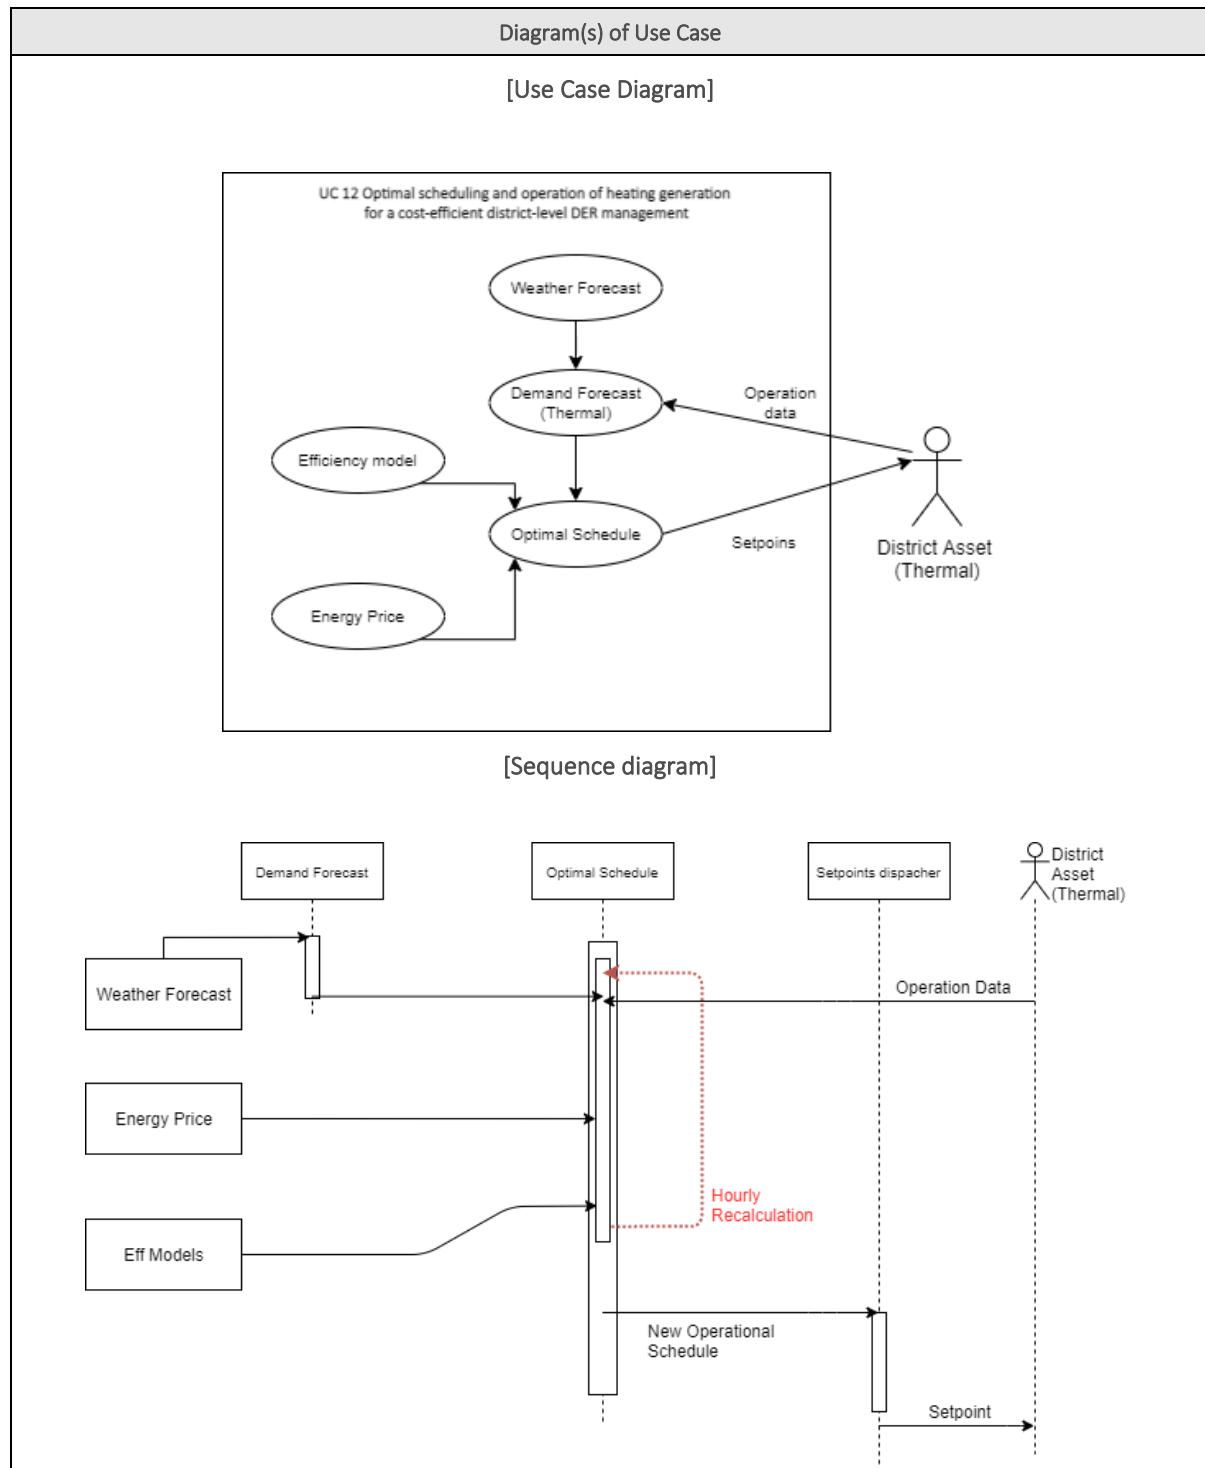 Diagram(s) of Use Case
[Use Case Diagram]
UC 12 Optimal scheduling and operation of heating generation
for a cost-efficient district-level DER management
Weather Forecast
Demand Forecast
(Thermal)
Operation
data
Efficiency model
Optimal Schedule
Setpoins
District Asset
(Thermal)
Energy Price
[Sequence diagram]
Demand Forecast
Optimal Schedule
Setpoints dispacher
District
Asset
(Thermal)
Weather Forecast
Operation Data
Energy Price
Hourly
Recalculation
Eff Models
New Operational
Schedule
Setpoint